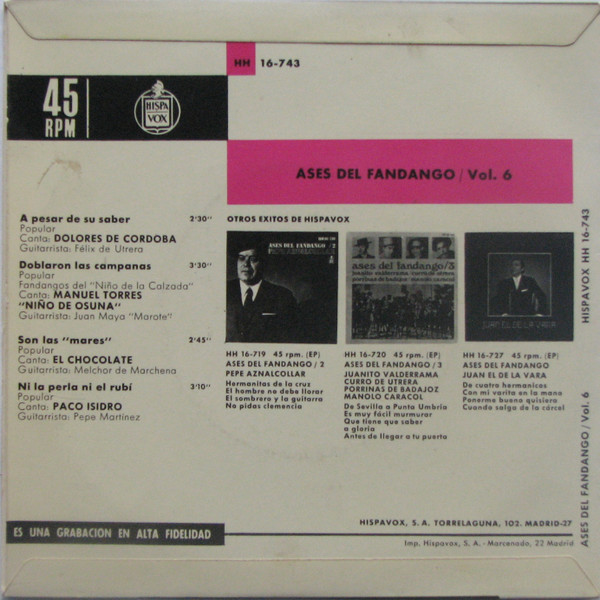 HH 16-743
45
RPM
HISPA
VOX
ASES DEL FANDANGO / Vol. 6
A pesar de su saber 2'30''
Popular
Canta: DOLORES DE CORDOBA
Guitarrista: Félix de Utrera
Doblaron las campanas 3'30''
Popular
Fandangos del "Niño de la Calzada"
Canta: MANUEL TORRES
"NIÑO DE OSUNA"
Guitarrista: Juan Maya "Marote"
Son las "mares" 2'45''
Popular
Canta: EL CHOCOLATE
Guitarrista: Melchor de Marchena
Ni la perla ni el rubí 3'10''
Popular
Canta: PACO ISIDRO
Guitarrista: Pepe Martínez
OTROS EXITOS DE HISPAVOX
ASES DEL FANDANGO / 2
HH 16-719 45 rpm. (EP)
ASES DEL FANDANGO / 2
PEPE AZNALCOLLAR
Hermanitas de la cruz
El hombre no debe llorar
El sombrero y la guitarra
No pidas clemencia
ases del fandango/3
HH 16-720 45 rpm. (EP)
ASES DEL FANDANGO / 3
JUANITO VALDERRAMA
CURRO DE UTRERA
PORRINAS DE BADAJOZ
MANOLO CARACOL
De Sevilla a Punta Umbría
Es muy fácil murmurar
Que tiene que saber
a gloria
Antes de llegar a tu puerta
JUAN EL DE LA VARA
HH 16-727 45 rpm. (EP)
ASES DEL FANDANGO
JUAN EL DE LA VARA
De cuatro hermanicos
Con mi varita en la mano
Ponerme bueno quisiera
Cuando salga de la cárcel
HISPAVOX HH 16-743
ASES DEL FANDANGO / Vol. 6
ES UNA GRABACION EN ALTA FIDELIDAD
HISPAVOX, S. A. TORRELAGUNA, 102. MADRID-27
Imp. Hispavox, S. A. - Marcenado, 22 Madrid